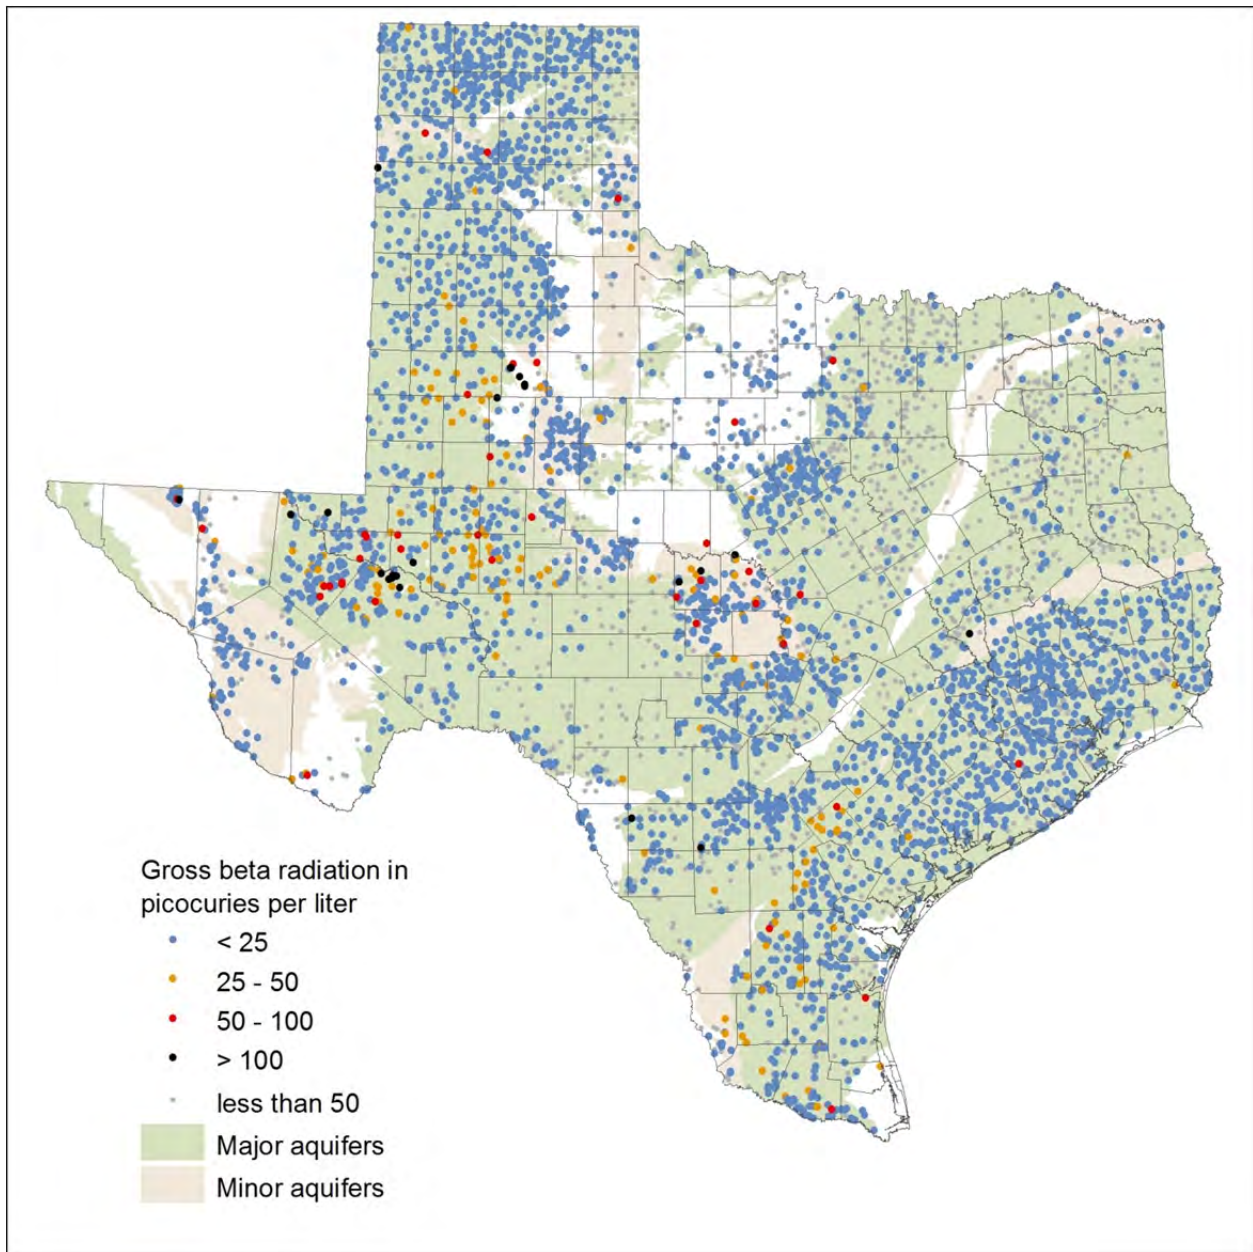 Gross beta radiation in
picocuries per liter
< 25
25 - 50
50 - 100
> 100
less than 50
Major aquifers
Minor aquifers